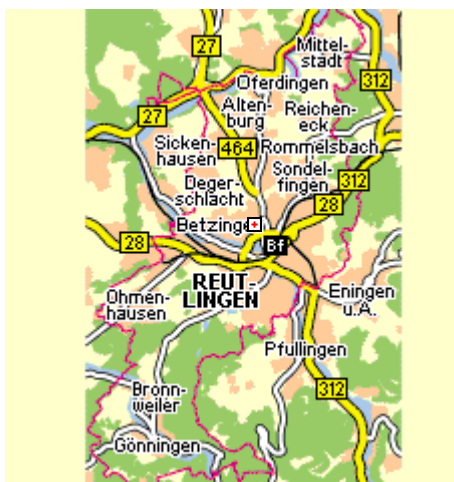 27
Mittel-
stadt
312
Oferdingen
27
Alten-
burg
Reichen-
eck
Sicken-
hausen
464
Rommelsbach
Sondel-
fingen
312
Deger-
schlacht
28
Betzinge
28
Bf
REUT-
LINGEN
Ohmen-
hausen
Eningen
u.A.
Pfullingen
312
Bronn-
weiler
Gönningen